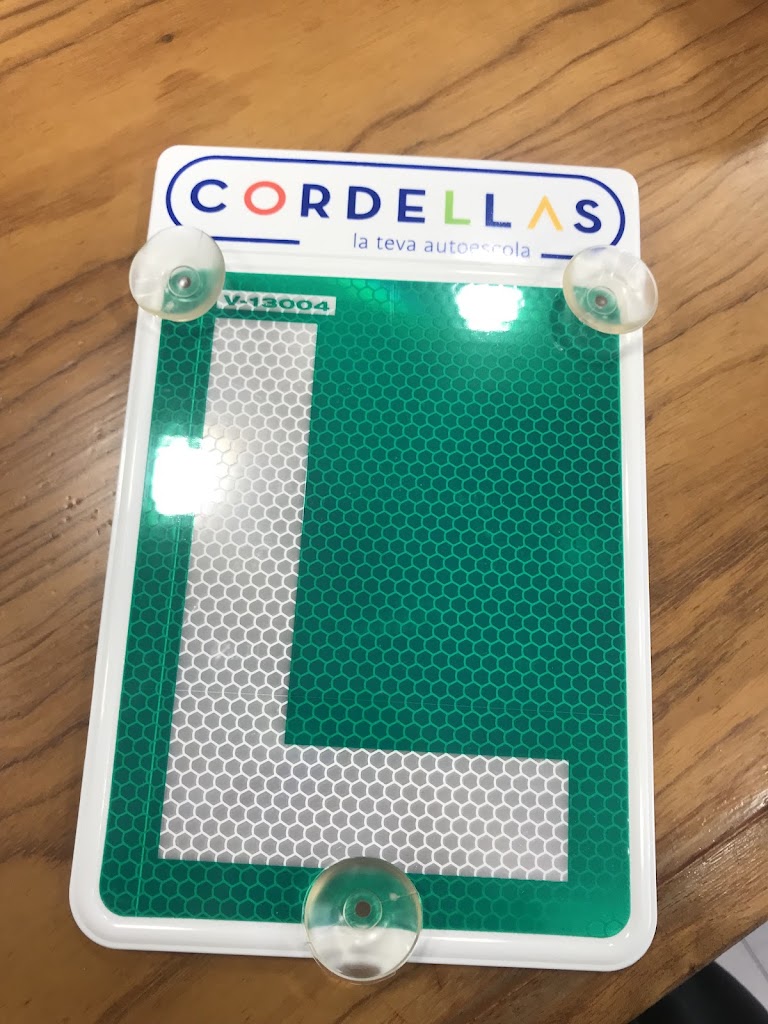 CORDELLAS
la teva autoescola
V-13004
L